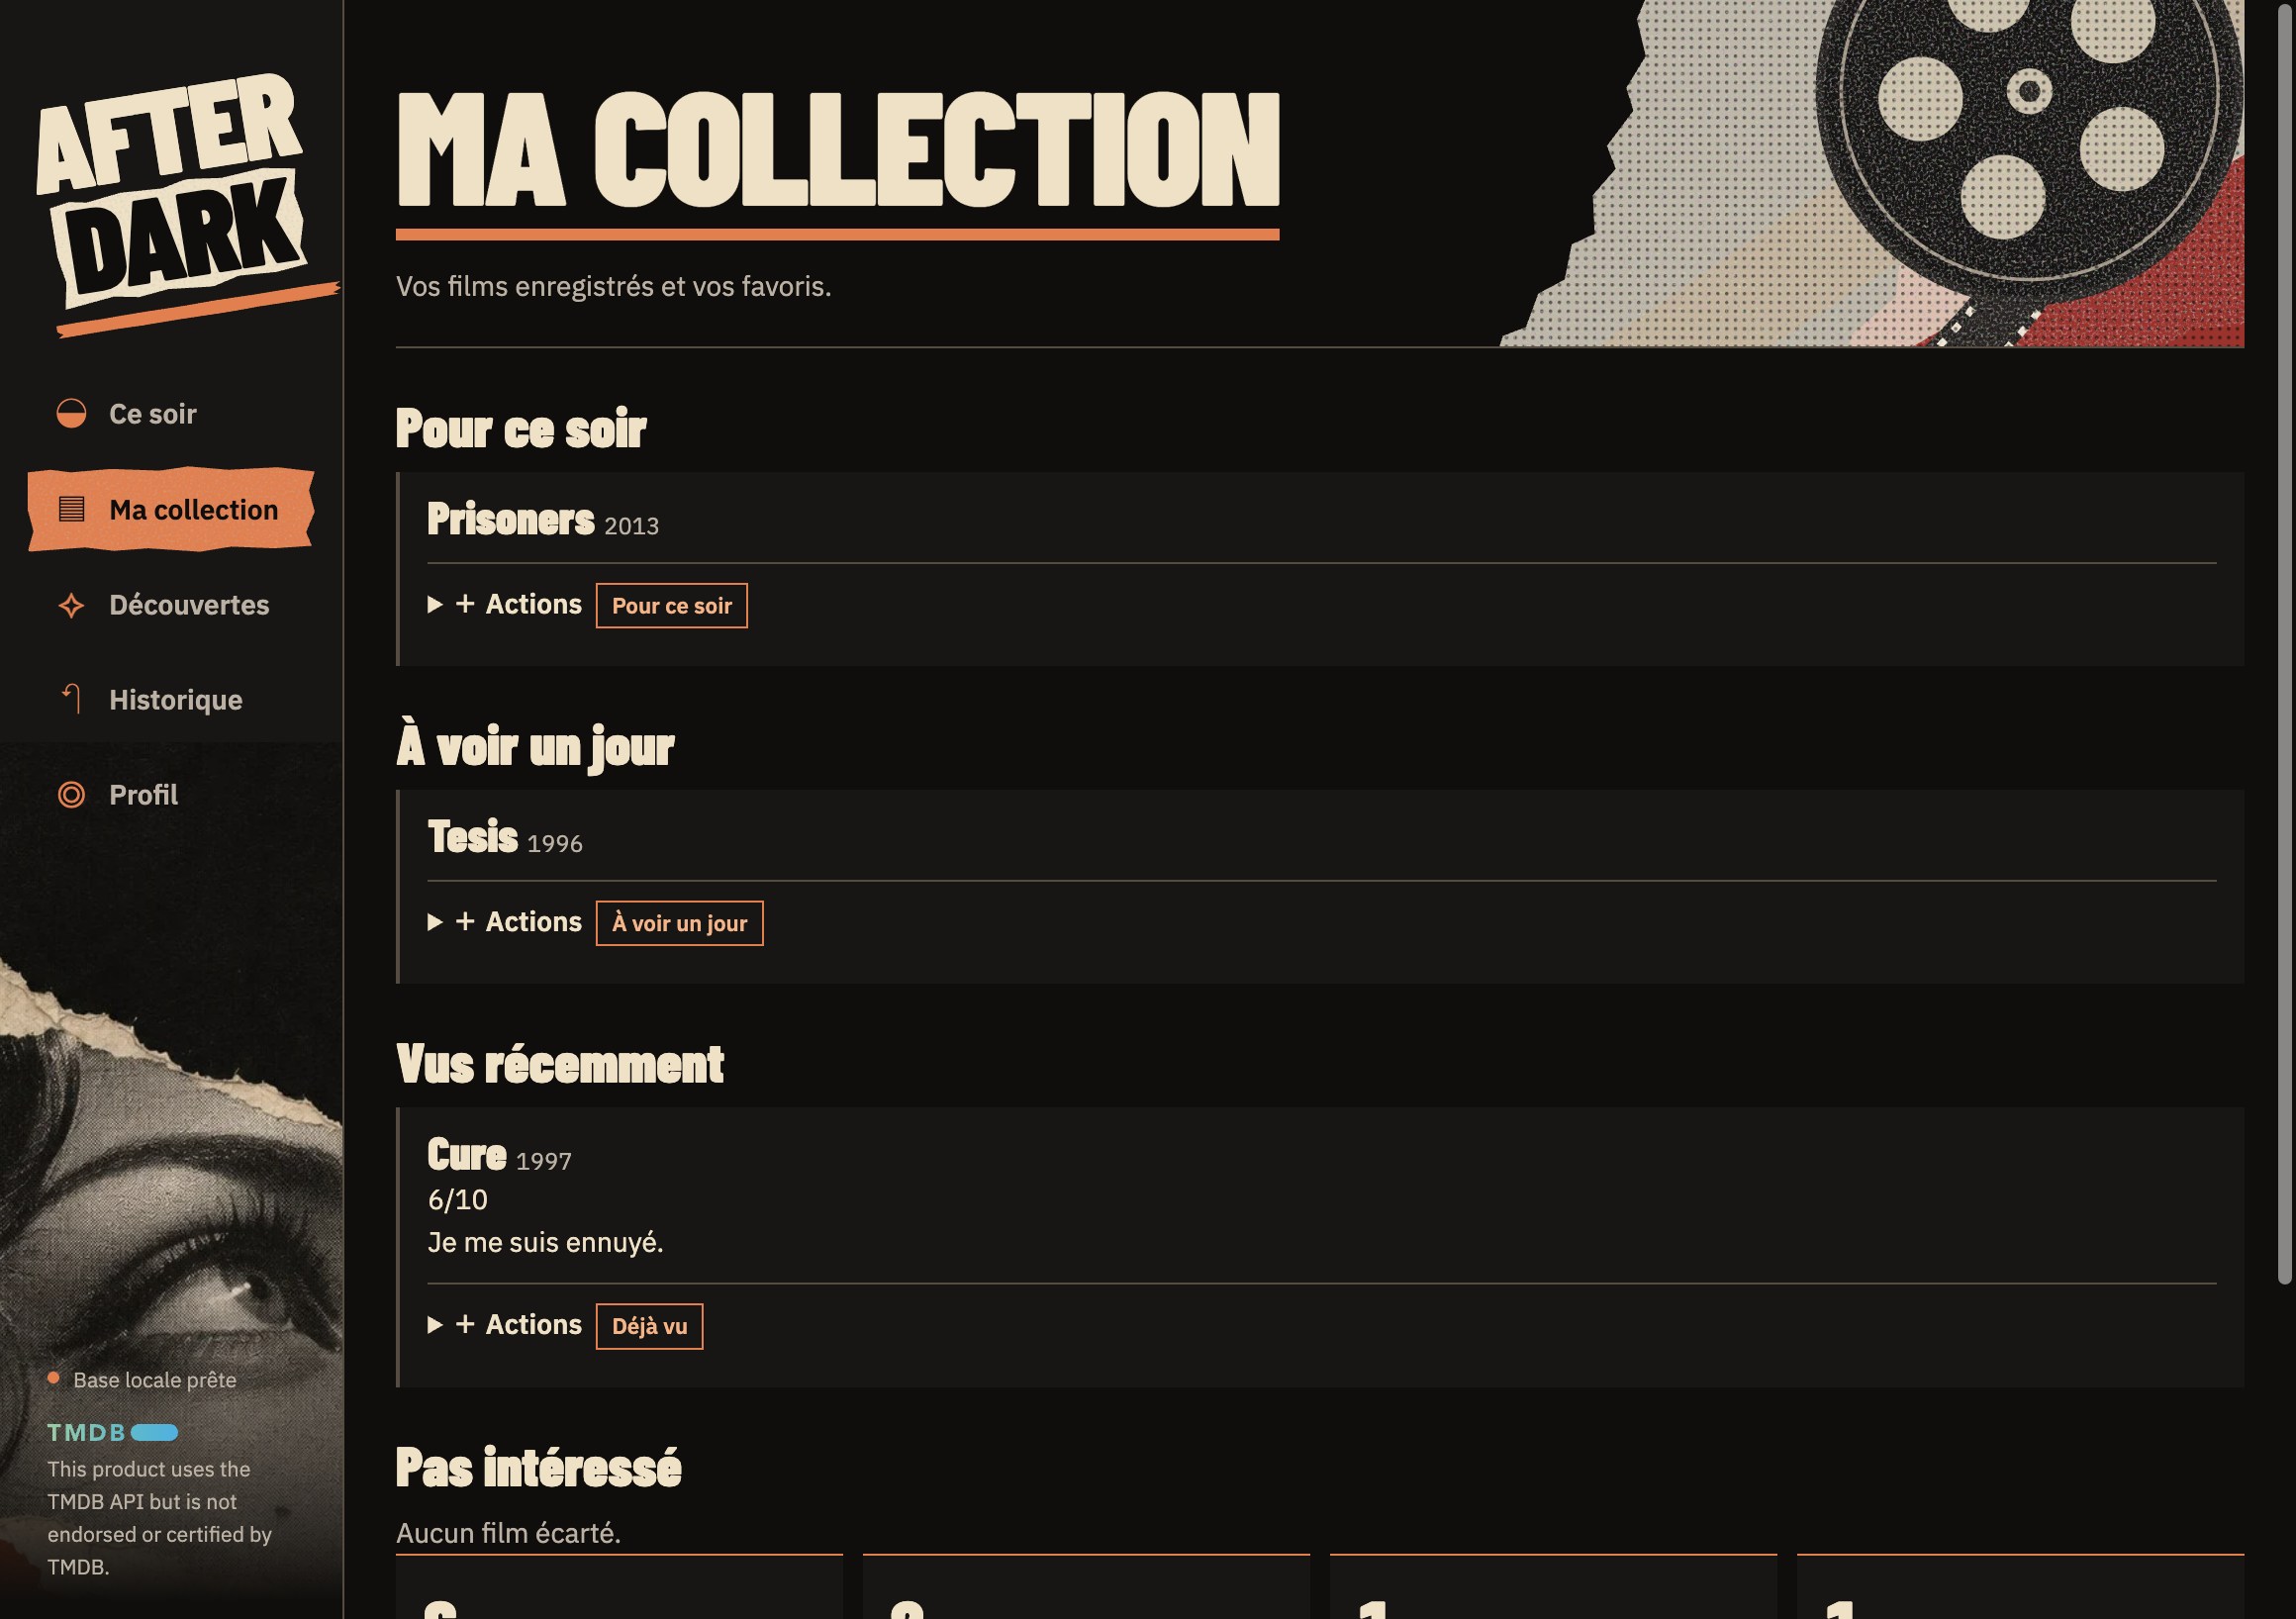 AFTER
DARK
Ce soir
Ma collection
Découvertes
Historique
Profil
Base locale prête
TMDB
This product uses the
TMDB API but is not
endorsed or certified by
TMDB.
MA COLLECTION
Vos films enregistrés et vos favoris.
Pour ce soir
Prisoners 2013
+ Actions Pour ce soir
À voir un jour
Tesis 1996
+ Actions À voir un jour
Vus récemment
Cure 1997
6/10
Je me suis ennuyé.
+ Actions Déjà vu
Pas intéressé
Aucun film écarté.